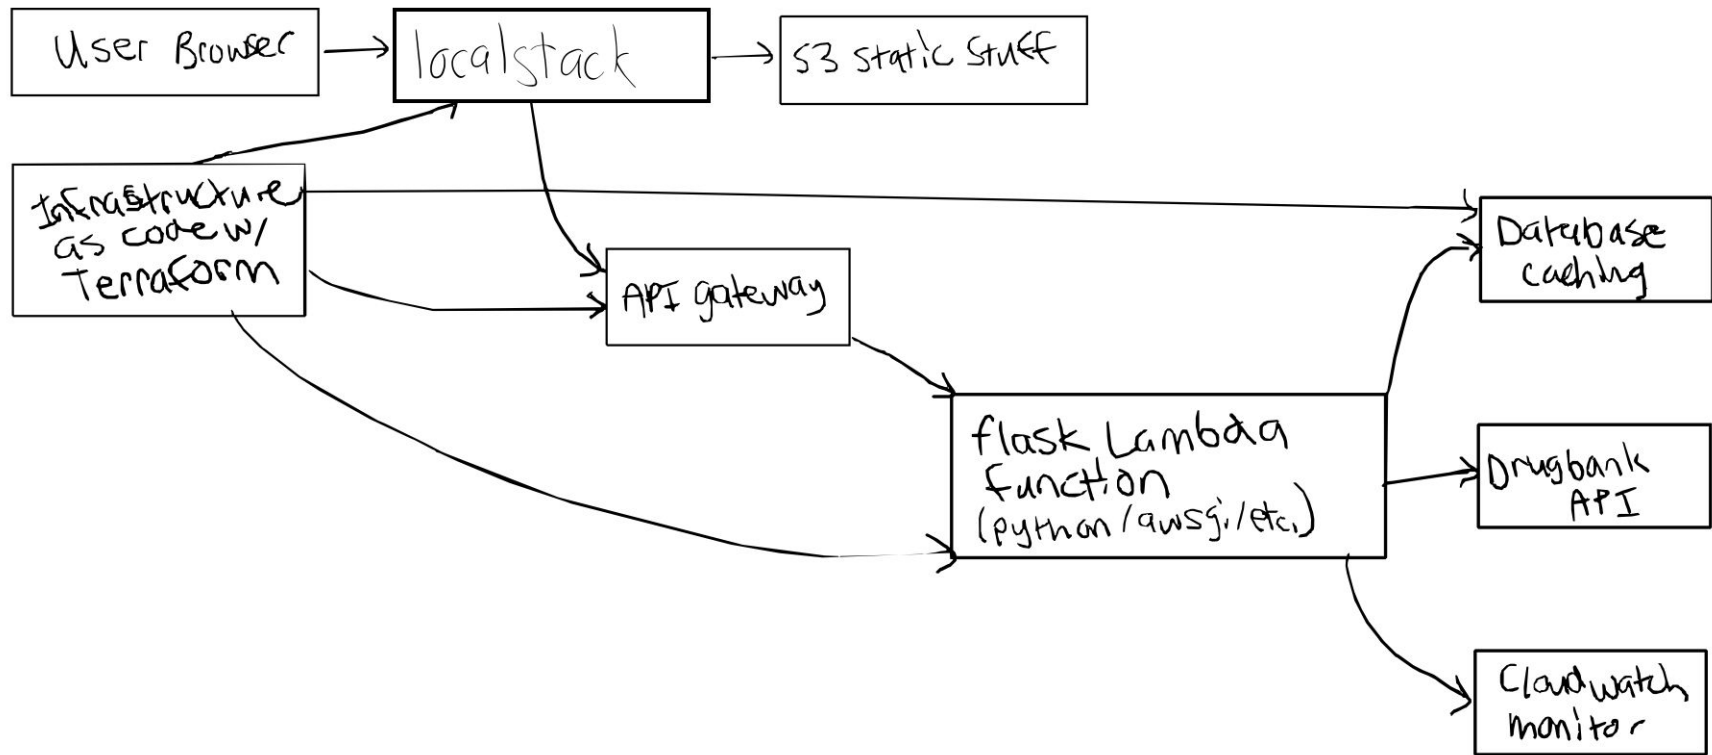 User Browser
localstack
S3 static stuff
Infrastructure
as code w/
Terraform
API gateway
Database
caching
flask Lambda
function
(python/awsgi/etc.)
Drugbank
API
Cloudwatch
monitor